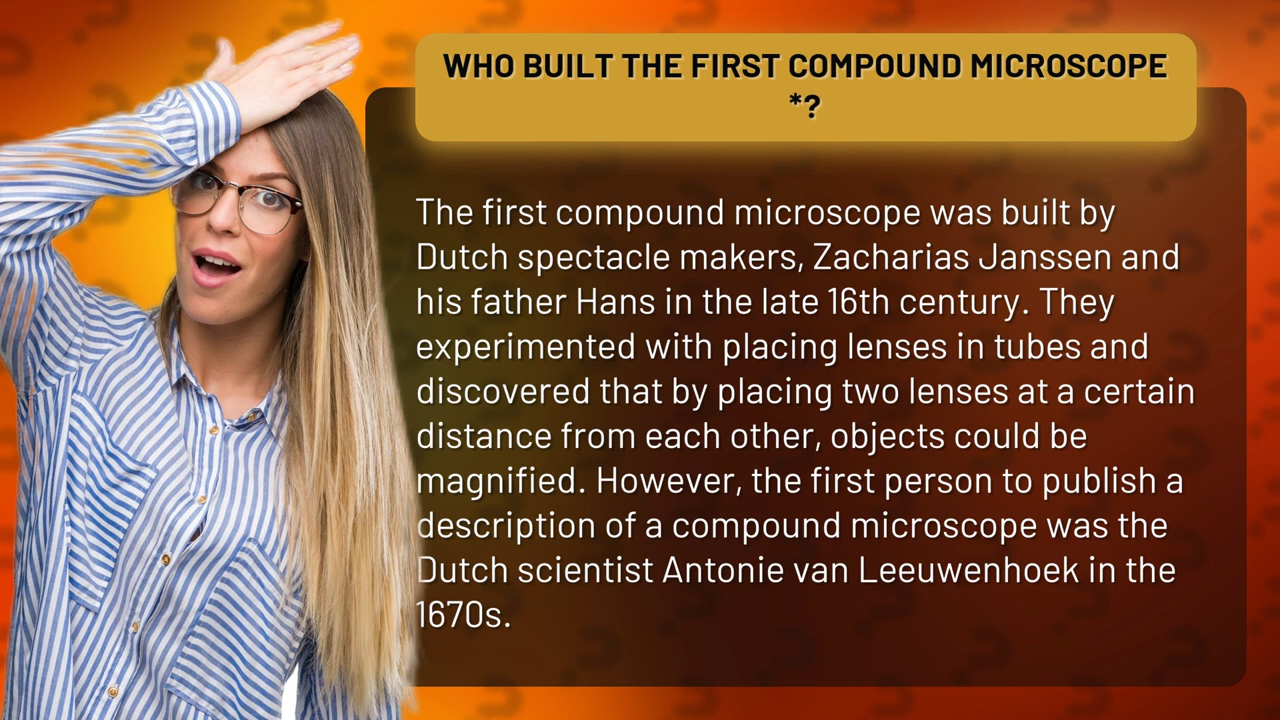 WHO BUILT THE FIRST COMPOUND MICROSCOPE
*?
The first compound microscope was built by
Dutch spectacle makers, Zacharias Janssen and
his father Hans in the late 16th century. They
experimented with placing lenses in tubes and
discovered that by placing two lenses at a certain
distance from each other, objects could be
magnified. However, the first person to publish a
description of a compound microscope was the
Dutch scientist Antonie van Leeuwenhoek in the
1670s.